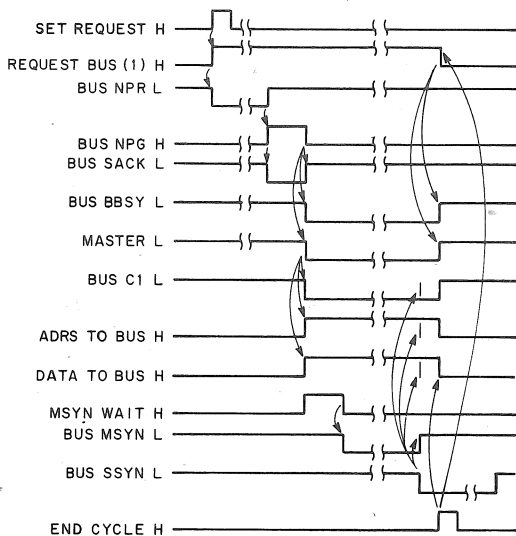 SET REQUEST H
REQUEST BUS (1) H
BUS NPR L
BUS NPG H
BUS SACK L
BUS BBSY L
MASTER L
BUS C1 L
ADRS TO BUS H
DATA TO BUS H
MSYN WAIT H
BUS MSYN L
BUS SSYN L
END CYCLE H